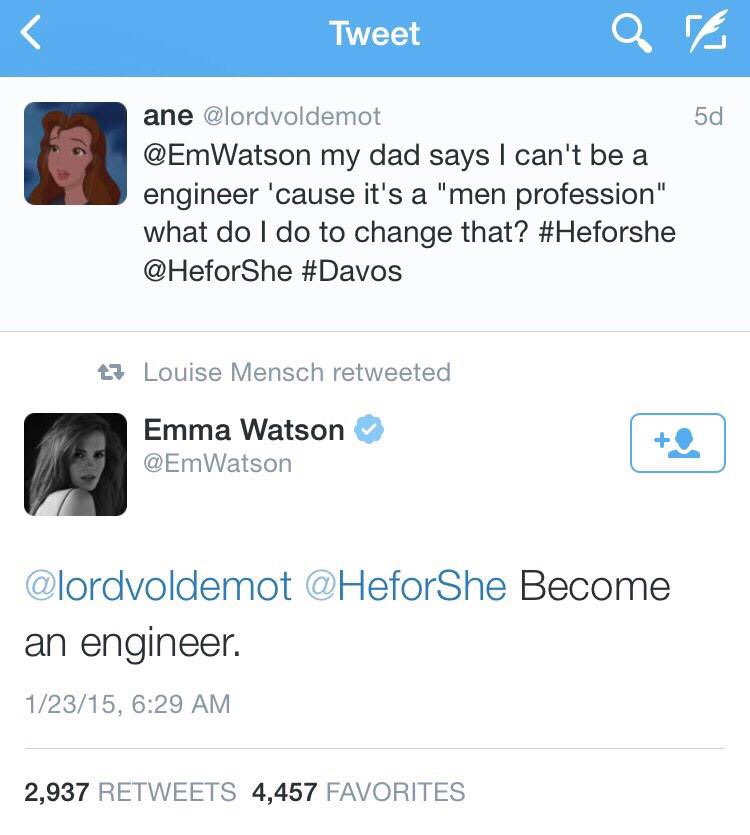 Tweet
ane @lordvoldemot 5d
@EmWatson my dad says I can't be a
engineer 'cause it's a "men profession"
what do I do to change that? #Heforshe
@HeforShe #Davos
Louise Mensch retweeted
Emma Watson
@EmWatson
@lordvoldemot @HeforShe Become
an engineer.
1/23/15, 6:29 AM
2,937 RETWEETS 4,457 FAVORITES